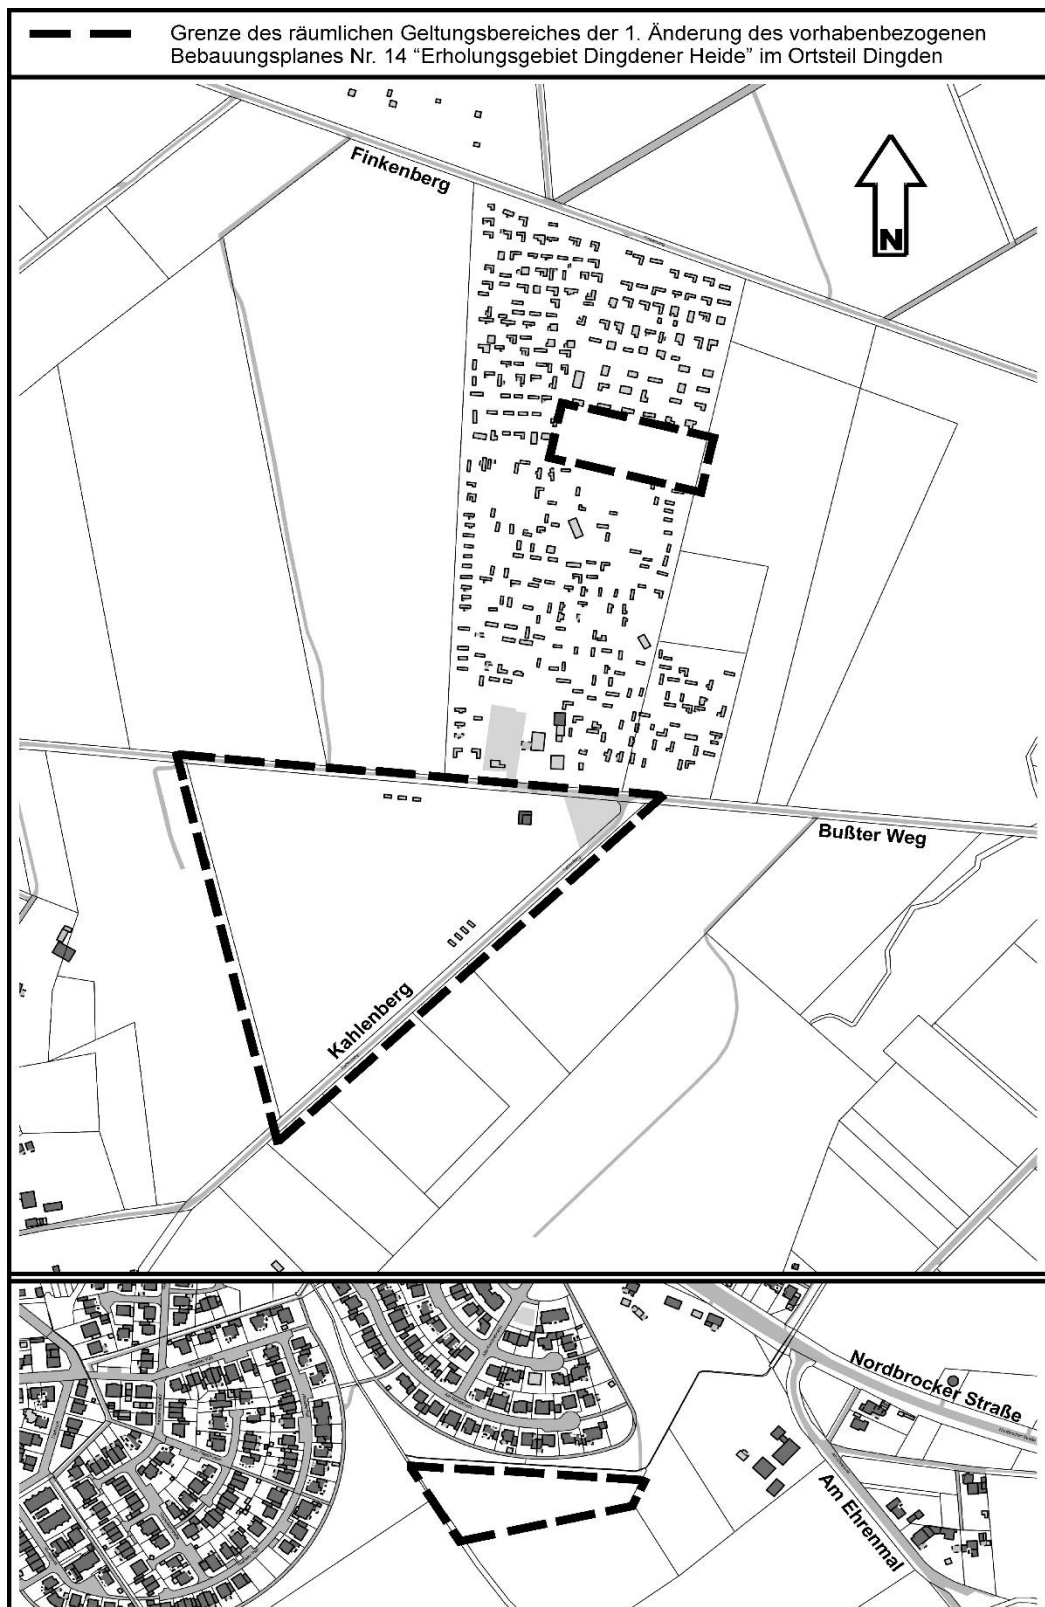 Grenze des räumlichen Geltungsbereiches der 1. Änderung des vorhabenbezogenen
Bebauungsplanes Nr. 14 “Erholungsgebiet Dingdener Heide” im Ortsteil Dingden
Finkenberg
N
Bußter Weg
Kahlenberg
Nordbrocker Straße
Am Ehrenmal